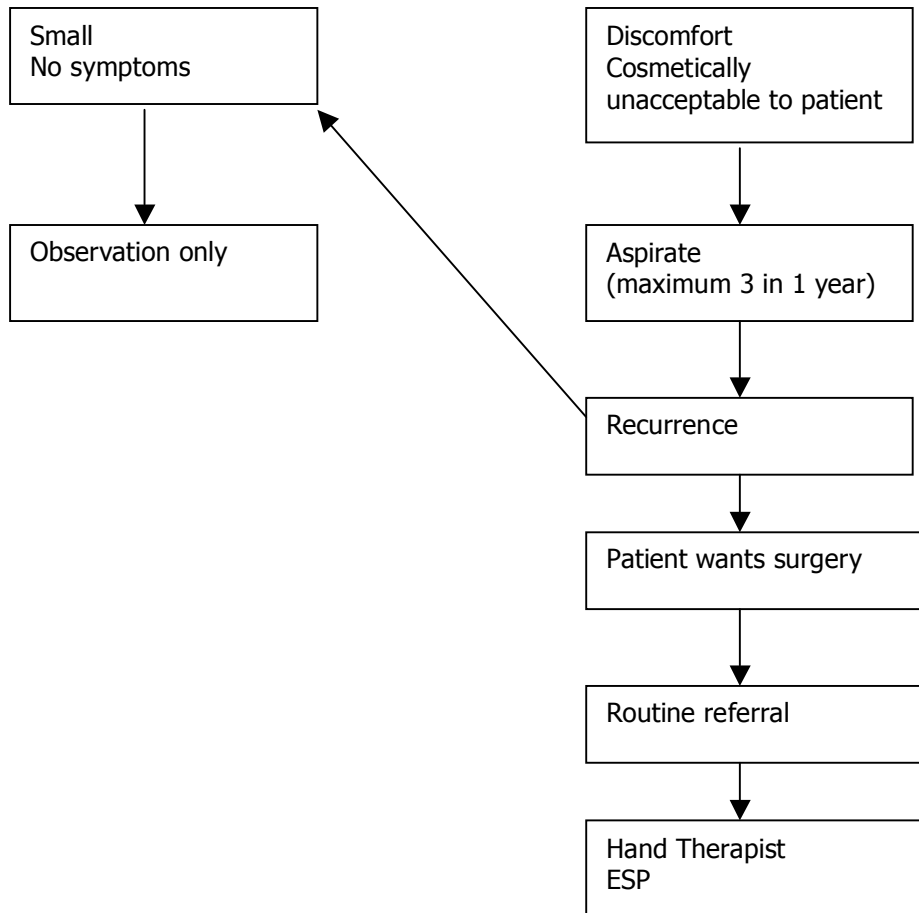 Small
No symptoms
Discomfort
Cosmetically
unacceptable to patient
Observation only
Aspirate
(maximum 3 in 1 year)
Recurrence
Patient wants surgery
Routine referral
Hand Therapist
ESP